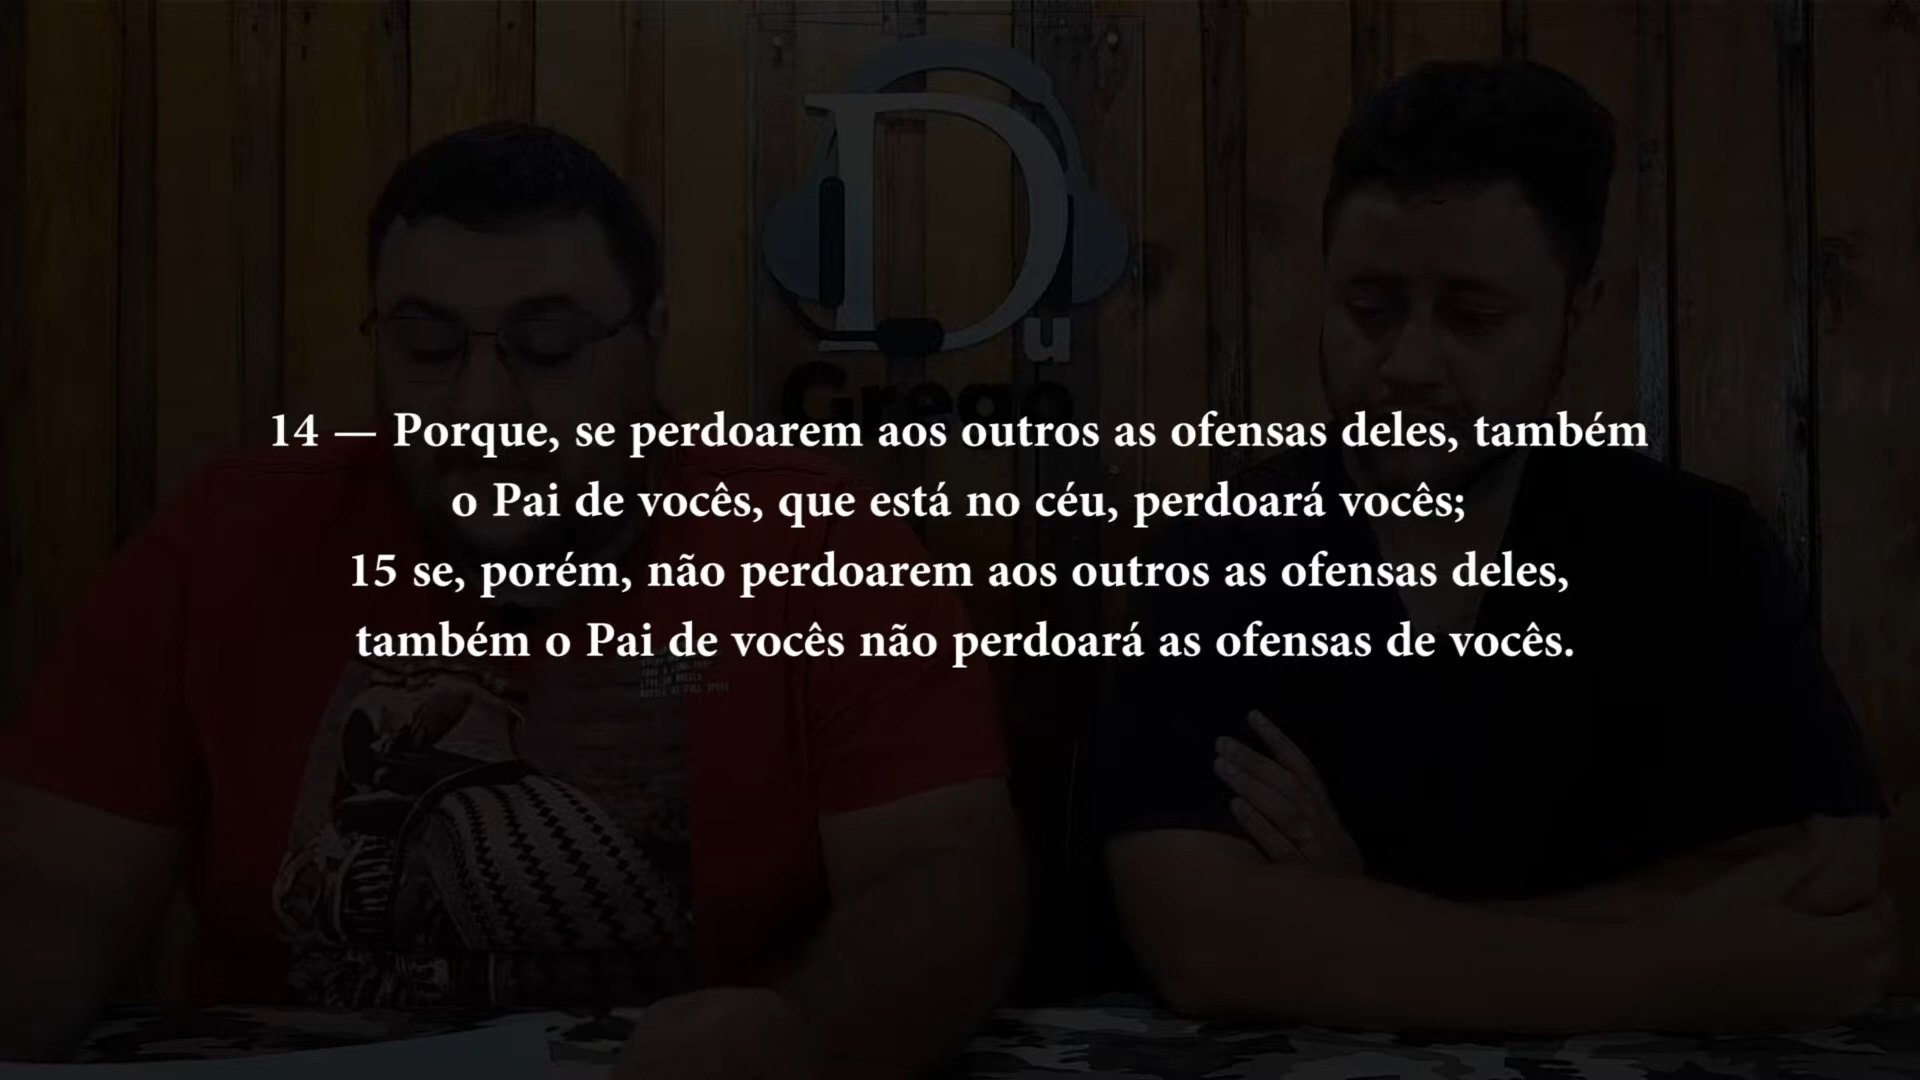 Du
Grego
14 — Porque, se perdoarem aos outros as ofensas deles, também
o Pai de vocês, que está no céu, perdoará vocês;
15 se, porém, não perdoarem aos outros as ofensas deles,
também o Pai de vocês não perdoará as ofensas de vocês.